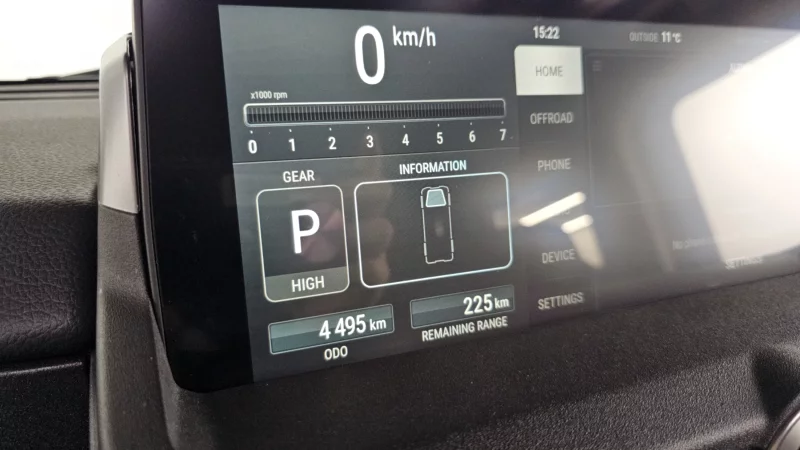 0 km/h
x1000 rpm
0 1 2 3 4 5 6 7
GEAR
P
HIGH
INFORMATION
4 495 km
ODO
225 km
REMAINING RANGE
15:22
OUTSIDE 11 °C
HOME
OFFROAD
PHONE
DEVICE
SETTINGS
SETTINGS